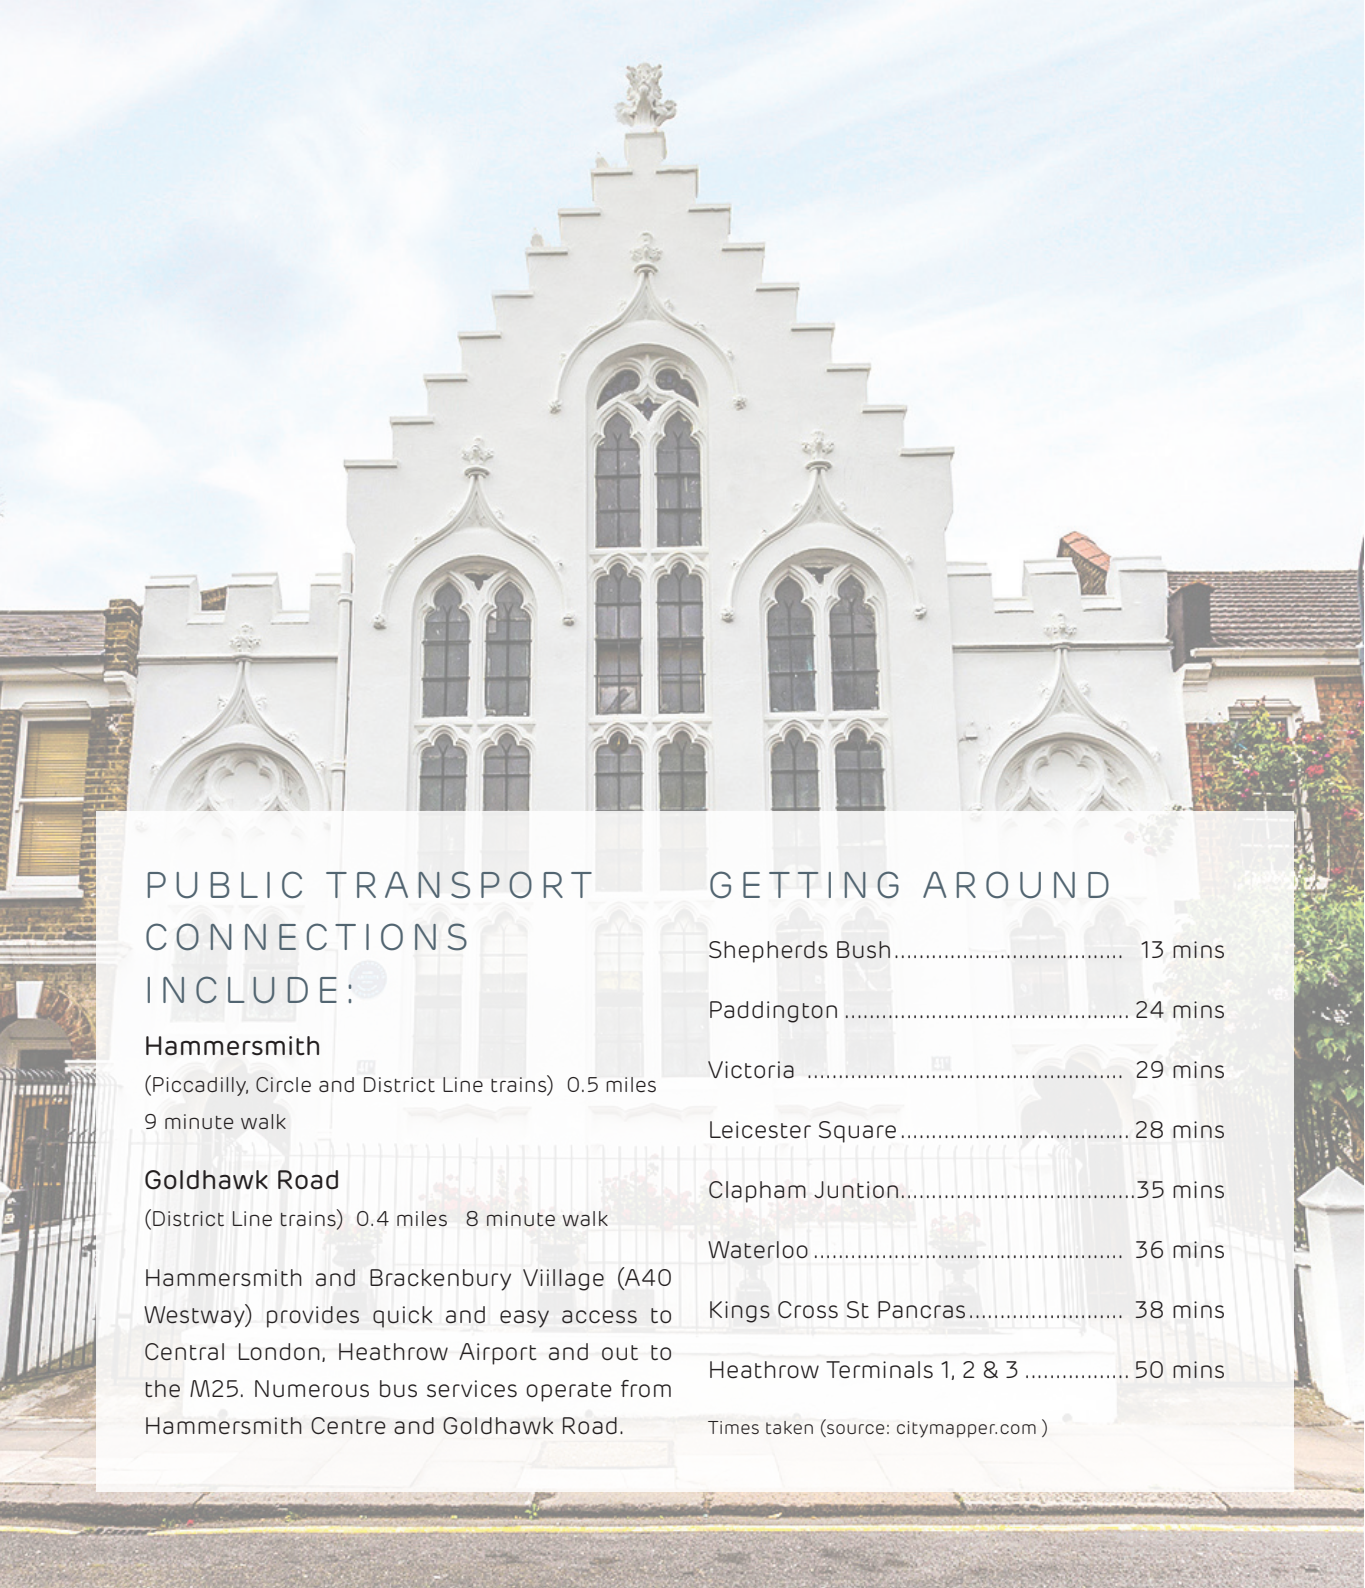 PUBLIC TRANSPORT
CONNECTIONS
INCLUDE:
Hammersmith
(Piccadilly, Circle and District Line trains) 0.5 miles
9 minute walk
Goldhawk Road
(District Line trains) 0.4 miles 8 minute walk
Hammersmith and Brackenbury Viillage (A40
Westway) provides quick and easy access to
Central London, Heathrow Airport and out to
the M25. Numerous bus services operate from
Hammersmith Centre and Goldhawk Road.
GETTING AROUND
Shepherds Bush..................................... 13 mins
Paddington .............................................. 24 mins
Victoria ................................................... 29 mins
Leicester Square..................................... 28 mins
Clapham Juntion......................................35 mins
Waterloo .................................................. 36 mins
Kings Cross St Pancras......................... 38 mins
Heathrow Terminals 1, 2 & 3 ................. 50 mins
Times taken (source: citymapper.com )